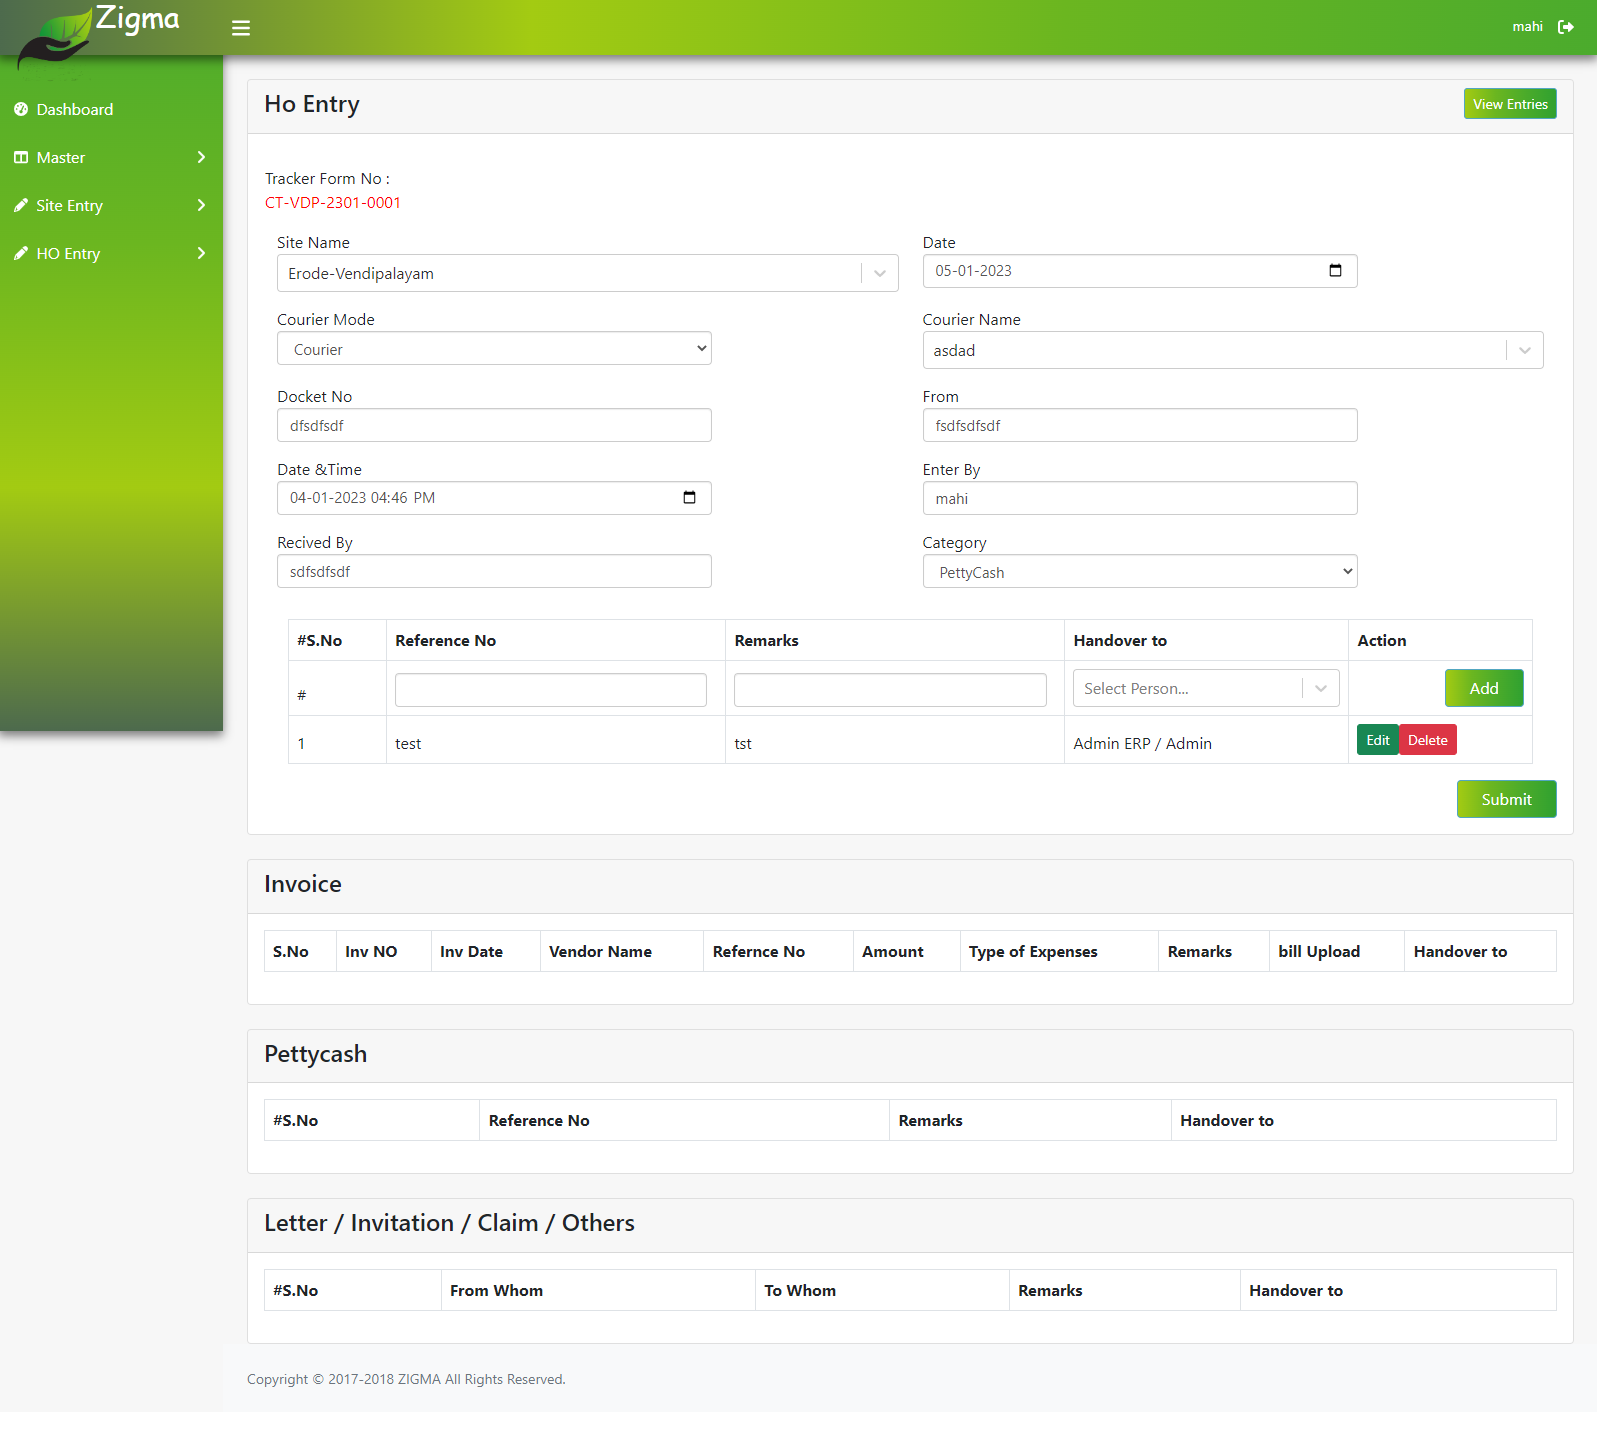 Zigma
mahi
Dashboard
Master
Site Entry
HO Entry
Ho Entry
View Entries
Tracker Form No :
CT-VDP-2301-0001
Site Name
Date
Erode-Vendipalayam
05-01-2023
Courier Mode
Courier Name
Courier
asdad
Docket No
From
dfsdfsdf
fsdfsdfsdf
Date &Time
Enter By
04-01-2023 04:46 PM
mahi
Recived By
Category
sdfsdfsdf
PettyCash
#S.No Reference No Remarks Handover to Action
# Select Person... Add
1 test tst Admin ERP / Admin Edit Delete
Submit
Invoice
S.No Inv NO Inv Date Vendor Name Refernce No Amount Type of Expenses Remarks bill Upload Handover to
Pettycash
#S.No Reference No Remarks Handover to
Letter / Invitation / Claim / Others
#S.No From Whom To Whom Remarks Handover to
Copyright © 2017-2018 ZIGMA All Rights Reserved.